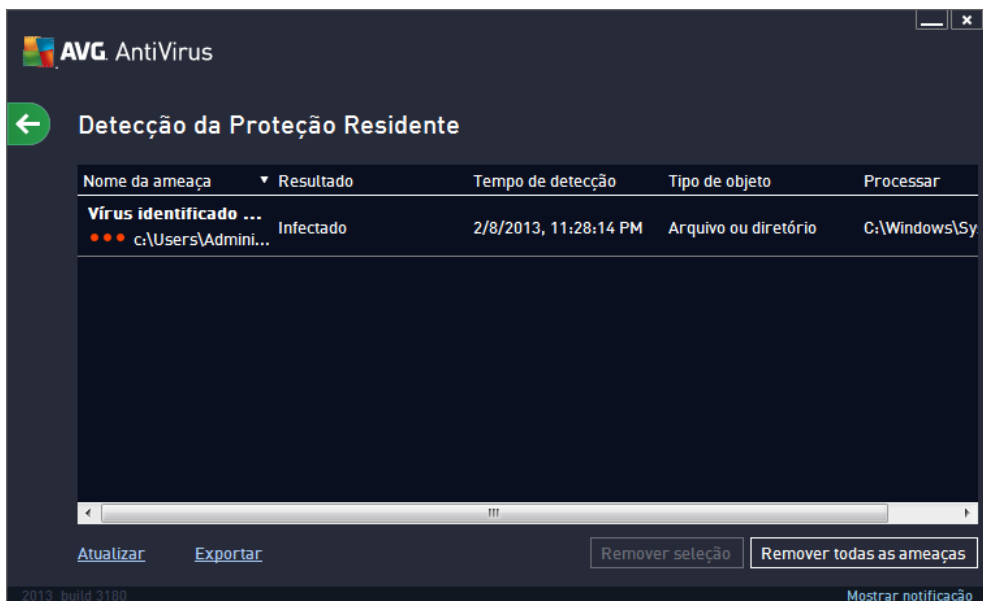 AVG. AntiVirus
Detecção da Proteção Residente
Nome da ameaça Resultado Tempo de detecção Tipo de objeto Processar
Vírus identificado ...
c:\Users\Admini... Infectado 2/8/2013, 11:28:14 PM Arquivo ou diretório C:\Windows\Sy
Atualizar Exportar Remover seleção Remover todas as ameaças
2013 build 3180 Mostrar notificação